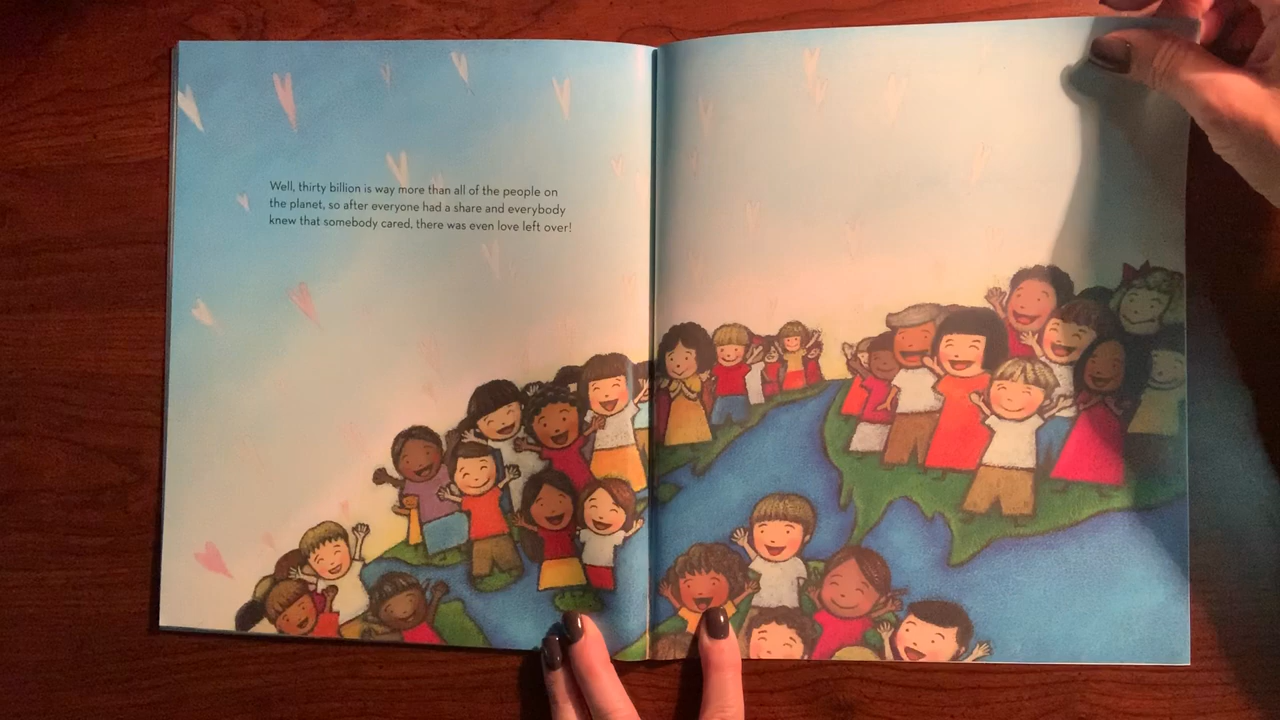 Well, thirty billion is way more than all of the people on
the planet, so after everyone had a share and everybody
knew that somebody cared, there was even love left over!